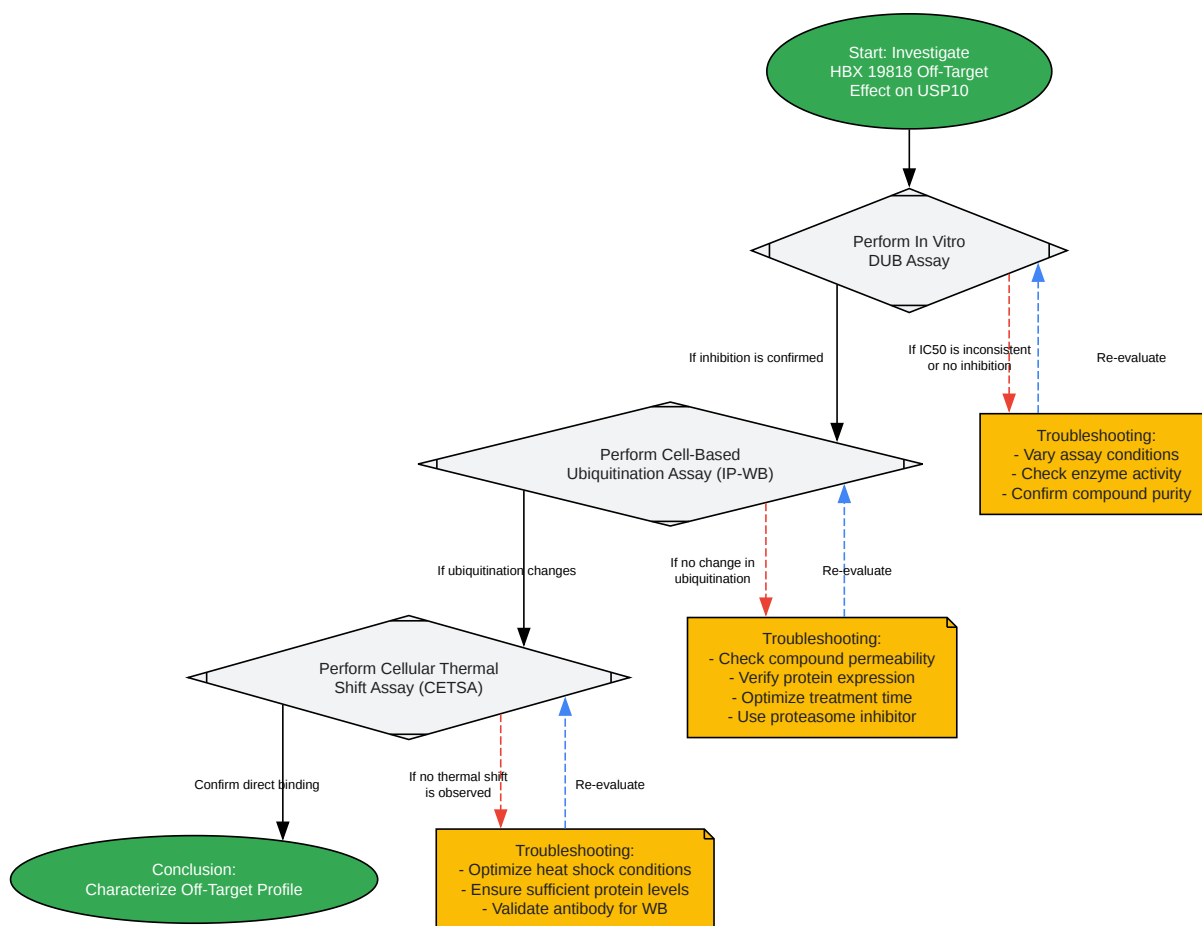 Start: Investigate
HBX 19818 Off-Target
Effect on USP10
Perform In Vitro
DUB Assay
If inhibition is confirmed
If IC50 is inconsistent
or no inhibition
Re-evaluate
Troubleshooting:
- Vary assay conditions
- Check enzyme activity
- Confirm compound purity
Perform Cell-Based
Ubiquitination Assay (IP-WB)
If ubiquitination changes
If no change in
ubiquitination
Re-evaluate
Troubleshooting:
- Check compound permeability
- Verify protein expression
- Optimize treatment time
- Use proteasome inhibitor
Perform Cellular Thermal
Shift Assay (CETSA)
Confirm direct binding
If no thermal shift
is observed
Re-evaluate
Troubleshooting:
- Optimize heat shock conditions
- Ensure sufficient protein levels
- Validate antibody for WB
Conclusion:
Characterize Off-Target Profile